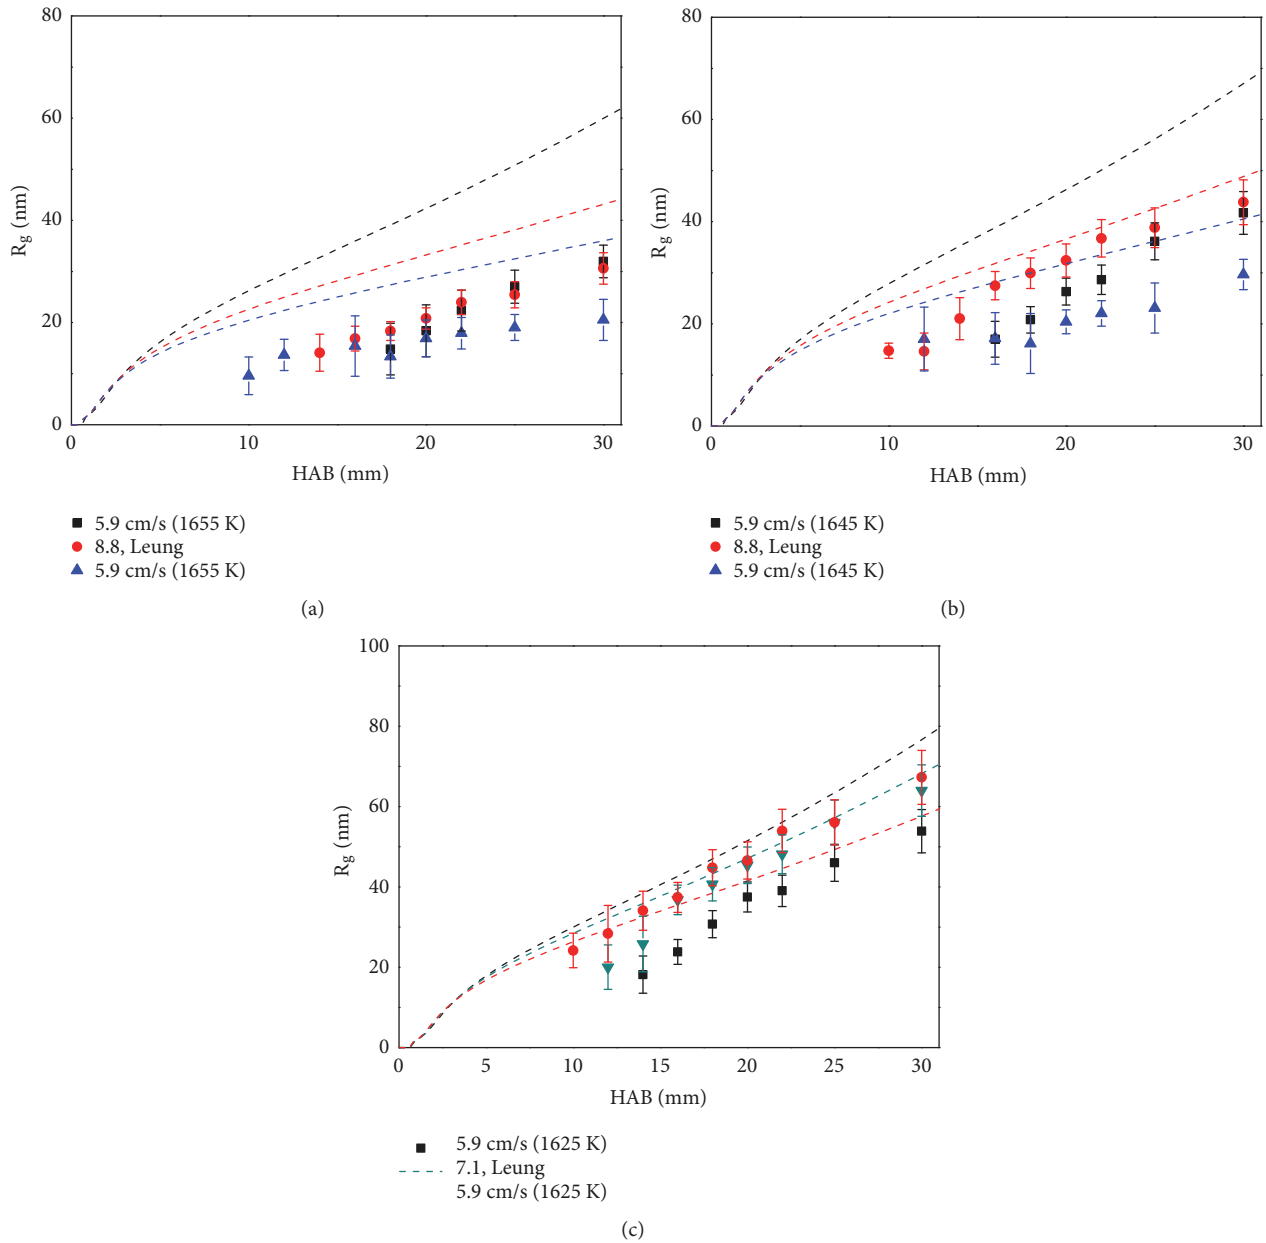 80
60
40
20
0
R_g (nm)
0 10 20 30
HAB (mm)
5.9 cm/s (1655 K)
8.8, Leung
5.9 cm/s (1655 K)
(a)
80
60
40
20
0
R_g (nm)
0 10 20 30
HAB (mm)
5.9 cm/s (1645 K)
8.8, Leung
5.9 cm/s (1645 K)
(b)
100
80
60
40
20
0
R_g (nm)
0 5 10 15 20 25 30
HAB (mm)
5.9 cm/s (1625 K)
7.1, Leung
5.9 cm/s (1625 K)
(c)